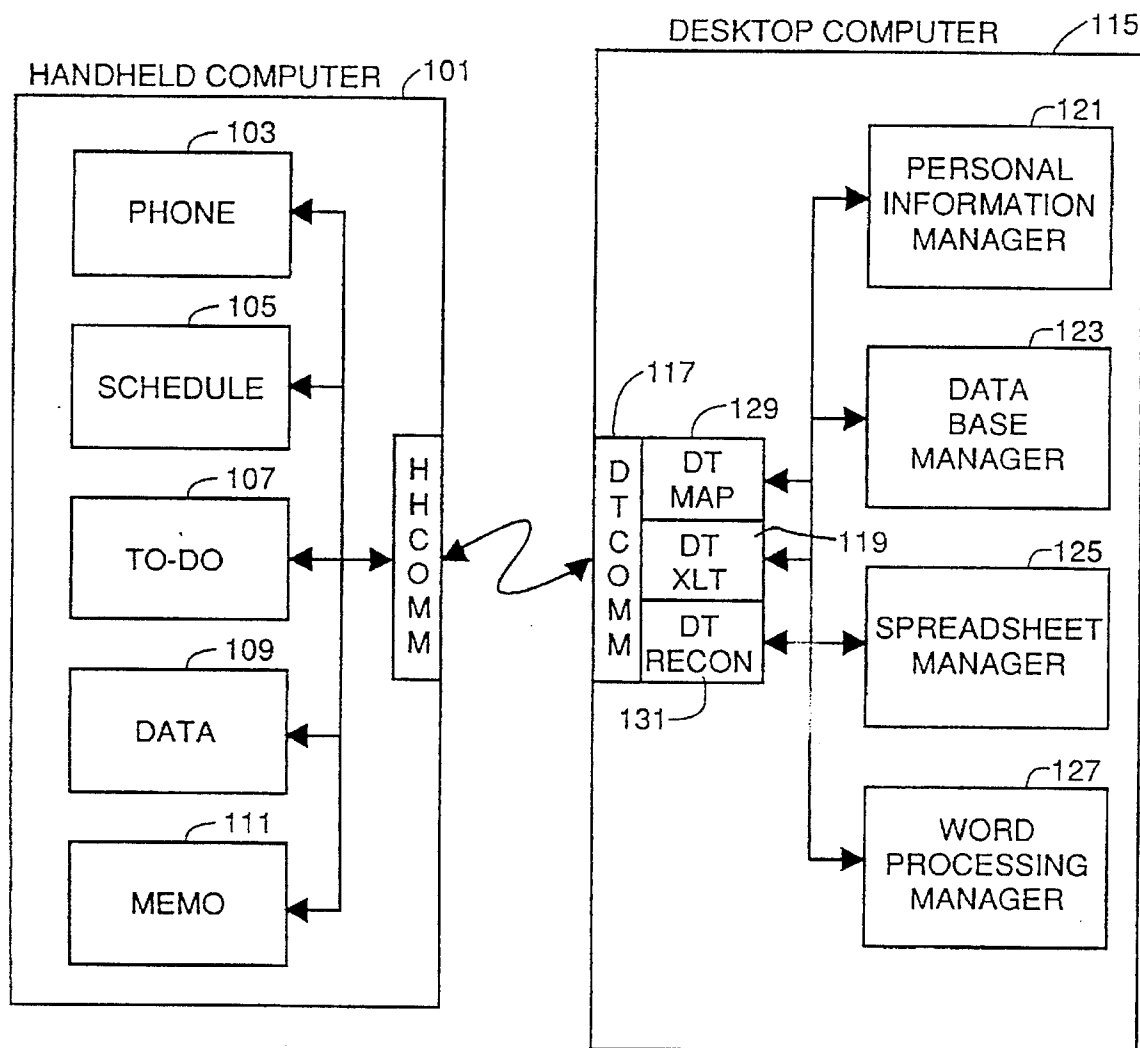 DESKTOP COMPUTER
115
HANDHELD COMPUTER
101
103
PHONE
105
SCHEDULE
107
TO-DO
109
DATA
111
MEMO
HHCOMM
117
DTCOMM
129
DT
MAP
119
DT
XLT
DT
RECON
131
121
PERSONAL
INFORMATION
MANAGER
123
DATA
BASE
MANAGER
125
SPREADSHEET
MANAGER
127
WORD
PROCESSING
MANAGER